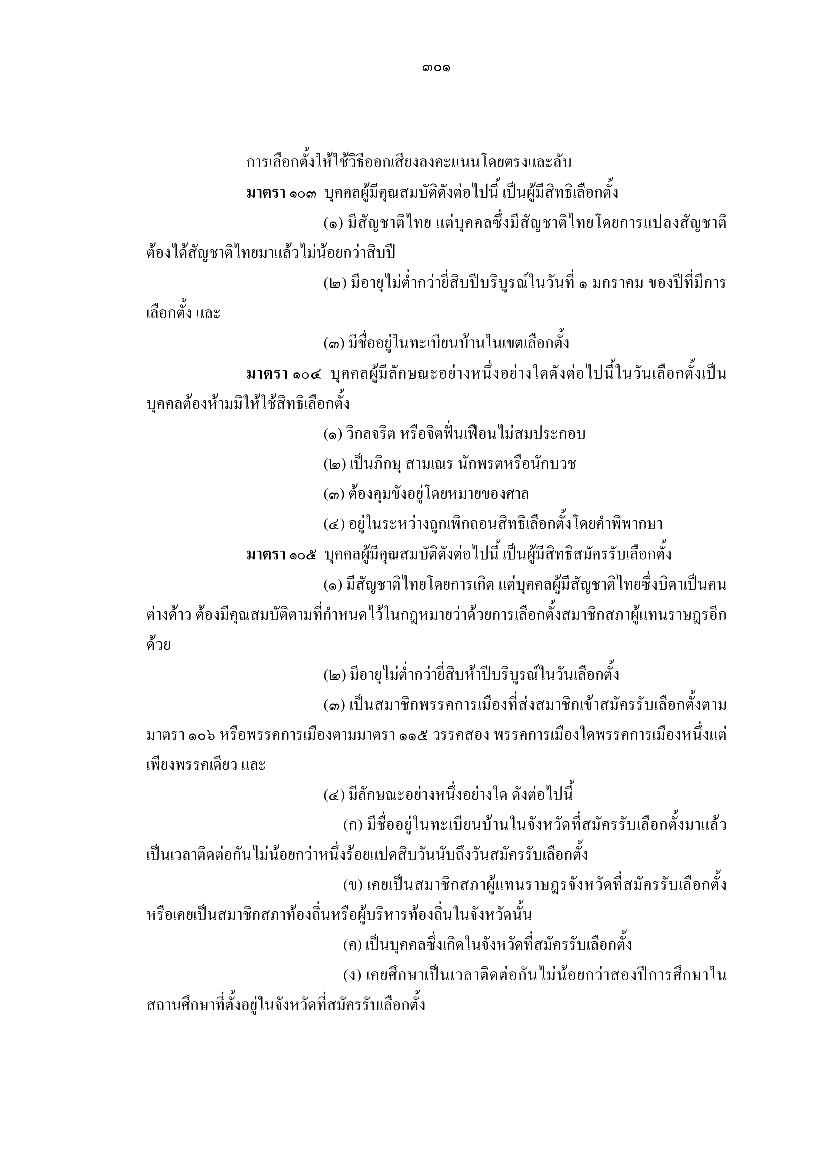 ๓๐๑
การเลือกตั้งให้ใช้วิธีออกเสียงลงคะแนนโดยตรงและลับ
มาตรา ๑๐๓ บุคคลผู้มีคุณสมบัติดังต่อไปนี้ เป็นผู้มีสิทธิเลือกตั้ง
(๑) มีสัญชาติไทย แต่บุคคลซึ่งมีสัญชาติไทยโดยการแปลงสัญชาติ
ต้องได้สัญชาติไทยมาแล้วไม่น้อยกว่าสิบปี
(๒) มีอายุไม่ต่ำกว่ายี่สิบปีบริบูรณ์ในวันที่ ๑ มกราคม ของปีที่มีการ
เลือกตั้ง และ
(๓) มีชื่ออยู่ในทะเบียนบ้านในเขตเลือกตั้ง
มาตรา ๑๐๔ บุคคลผู้มีลักษณะอย่างหนึ่งอย่างใดดังต่อไปนี้ในวันเลือกตั้งเป็น
บุคคลต้องห้ามมิให้ใช้สิทธิเลือกตั้ง
(๑) วิกลจริต หรือจิตฟั่นเฟือนไม่สมประกอบ
(๒) เป็นภิกษุ สามเณร นักพรตหรือนักบวช
(๓) ต้องคุมขังอยู่โดยหมายของศาล
(๔) อยู่ในระหว่างถูกเพิกถอนสิทธิเลือกตั้งโดยคำพิพากษา
มาตรา ๑๐๕ บุคคลผู้มีคุณสมบัติดังต่อไปนี้ เป็นผู้มีสิทธิสมัครรับเลือกตั้ง
(๑) มีสัญชาติไทยโดยการเกิด แต่บุคคลผู้มีสัญชาติไทยซึ่งบิดาเป็นคน
ต่างด้าว ต้องมีคุณสมบัติตามที่กำหนดไว้ในกฎหมายว่าด้วยการเลือกตั้งสมาชิกสภาผู้แทนราษฎรอีก
ด้วย
(๒) มีอายุไม่ต่ำกว่ายี่สิบห้าปีบริบูรณ์ในวันเลือกตั้ง
(๓) เป็นสมาชิกพรรคการเมืองที่ส่งสมาชิกเข้าสมัครรับเลือกตั้งตาม
มาตรา ๑๐๖ หรือพรรคการเมืองตามมาตรา ๑๑๕ วรรคสอง พรรคการเมืองใดพรรคการเมืองหนึ่งแต่
เพียงพรรคเดียว และ
(๔) มีลักษณะอย่างหนึ่งอย่างใด ดังต่อไปนี้
(ก) มีชื่ออยู่ในทะเบียนบ้านในจังหวัดที่สมัครรับเลือกตั้งมาแล้ว
เป็นเวลาติดต่อกันไม่น้อยกว่าหนึ่งร้อยแปดสิบวันนับถึงวันสมัครรับเลือกตั้ง
(ข) เคยเป็นสมาชิกสภาผู้แทนราษฎรจังหวัดที่สมัครรับเลือกตั้ง
หรือเคยเป็นสมาชิกสภาท้องถิ่นหรือผู้บริหารท้องถิ่นในจังหวัดนั้น
(ค) เป็นบุคคลซึ่งเกิดในจังหวัดที่สมัครรับเลือกตั้ง
(ง) เคยศึกษาเป็นเวลาติดต่อกันไม่น้อยกว่าสองปีการศึกษาใน
สถานศึกษาที่ตั้งอยู่ในจังหวัดที่สมัครรับเลือกตั้ง